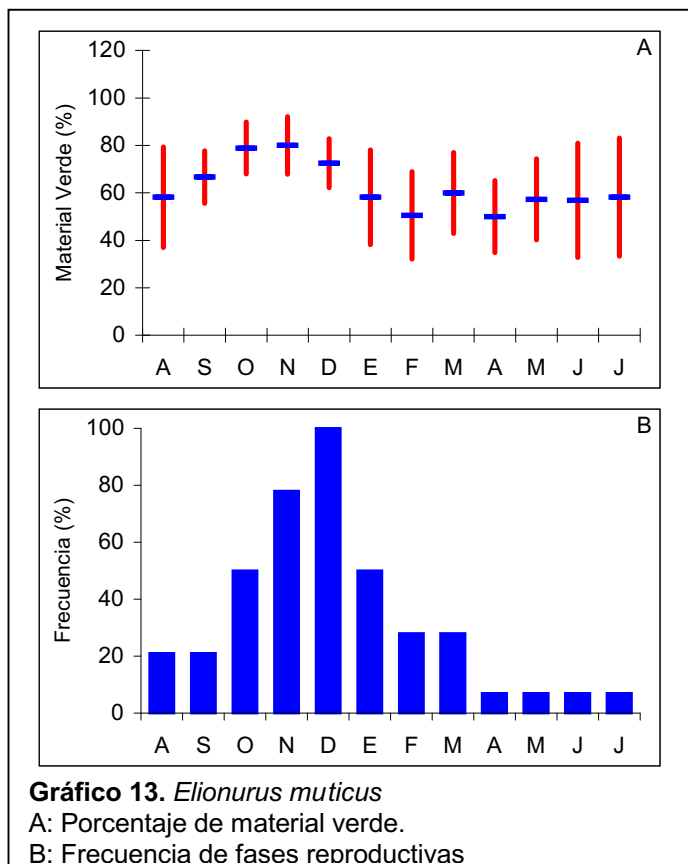 A
120
100
80
60
40
20
0
Material Verde (%)
A S O N D E F M A M J J
B
100
80
60
40
20
0
Frecuencia (%)
A S O N D E F M A M J J
Gráfico 13. Elionurus muticus
A: Porcentaje de material verde.
B: Frecuencia de fases reproductivas